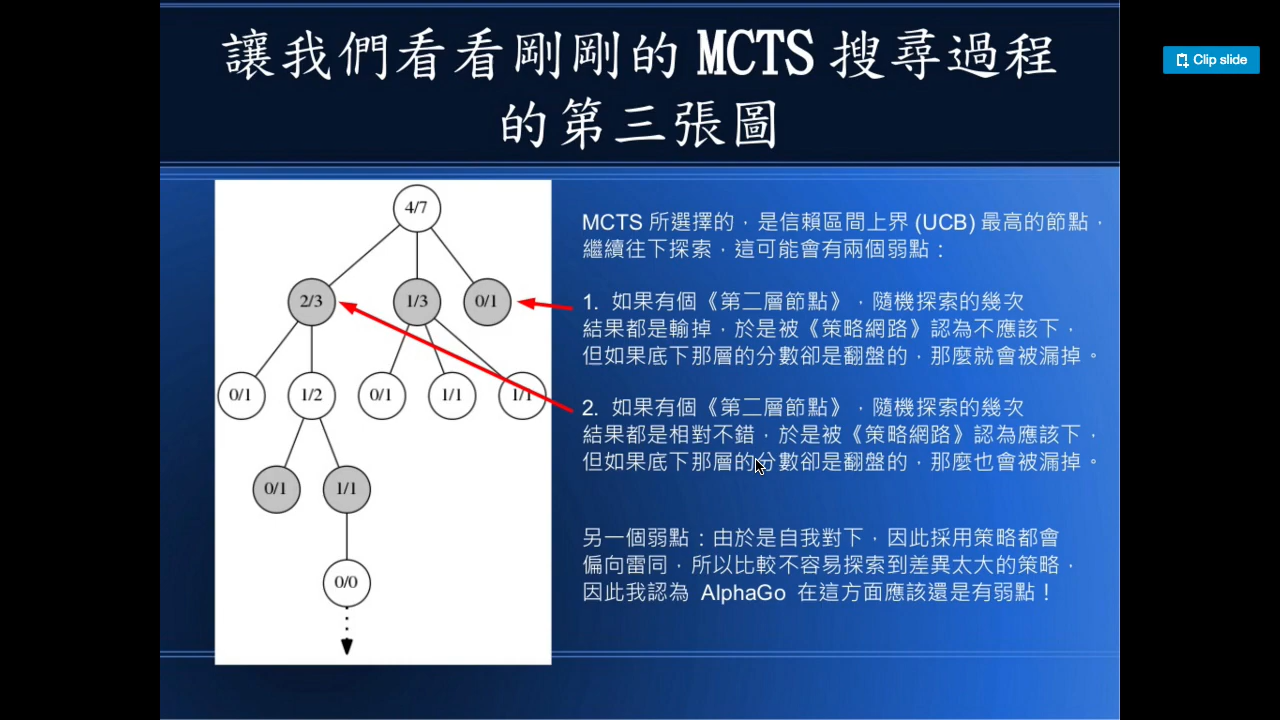 Clip slide
讓我們看看剛剛的 MCTS 搜尋過程
的第三張圖
4/7
2/3
1/3
0/1
0/1
1/2
0/1
1/1
1/1
0/1
1/1
0/0
MCTS 所選擇的,是信賴區間上界 (UCB) 最高的節點,
繼續往下探索,這可能會有兩個弱點:
1. 如果有個《第二層節點》,隨機探索的幾次
結果都是輸掉,於是被《策略網路》認為不應該下,
但如果底下那層的分數卻是翻盤的,那麼就會被漏掉。
2. 如果有個《第二層節點》,隨機探索的幾次
結果都是相對不錯,於是被《策略網路》認為應該下,
但如果底下那層的分數卻是翻盤的,那麼也會被漏掉。
另一個弱點:由於是自我對下,因此採用策略都會
偏向雷同,所以比較不容易探索到差異太大的策略,
因此我認為 AlphaGo 在這方面應該還是有弱點!